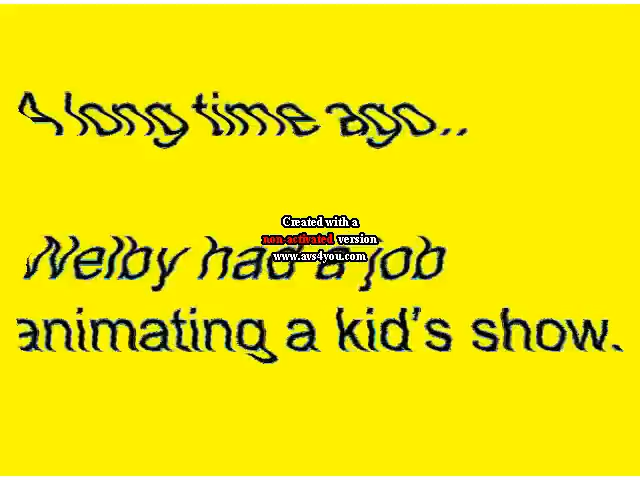 A long time ago..
Created with a
non-activated version
www.avs4you.com
Welby had a job
animating a kid's show.